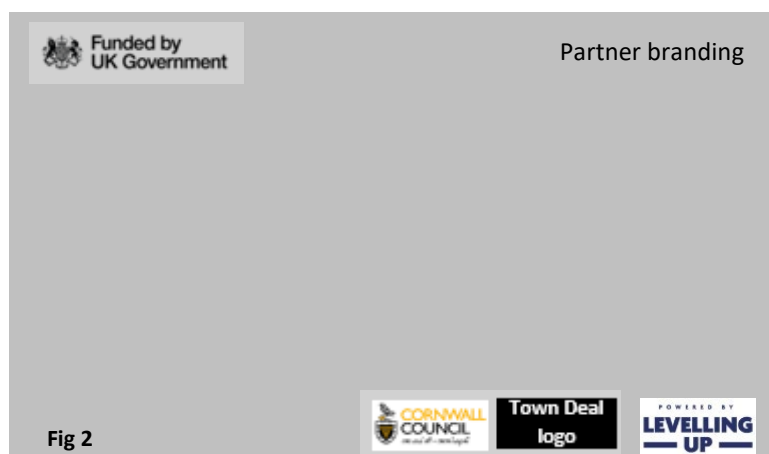 Funded by
UK Government
Partner branding
CORNWALL
COUNCIL
Town Deal
logo
POWERED BY
LEVELLING
UP
Fig 2